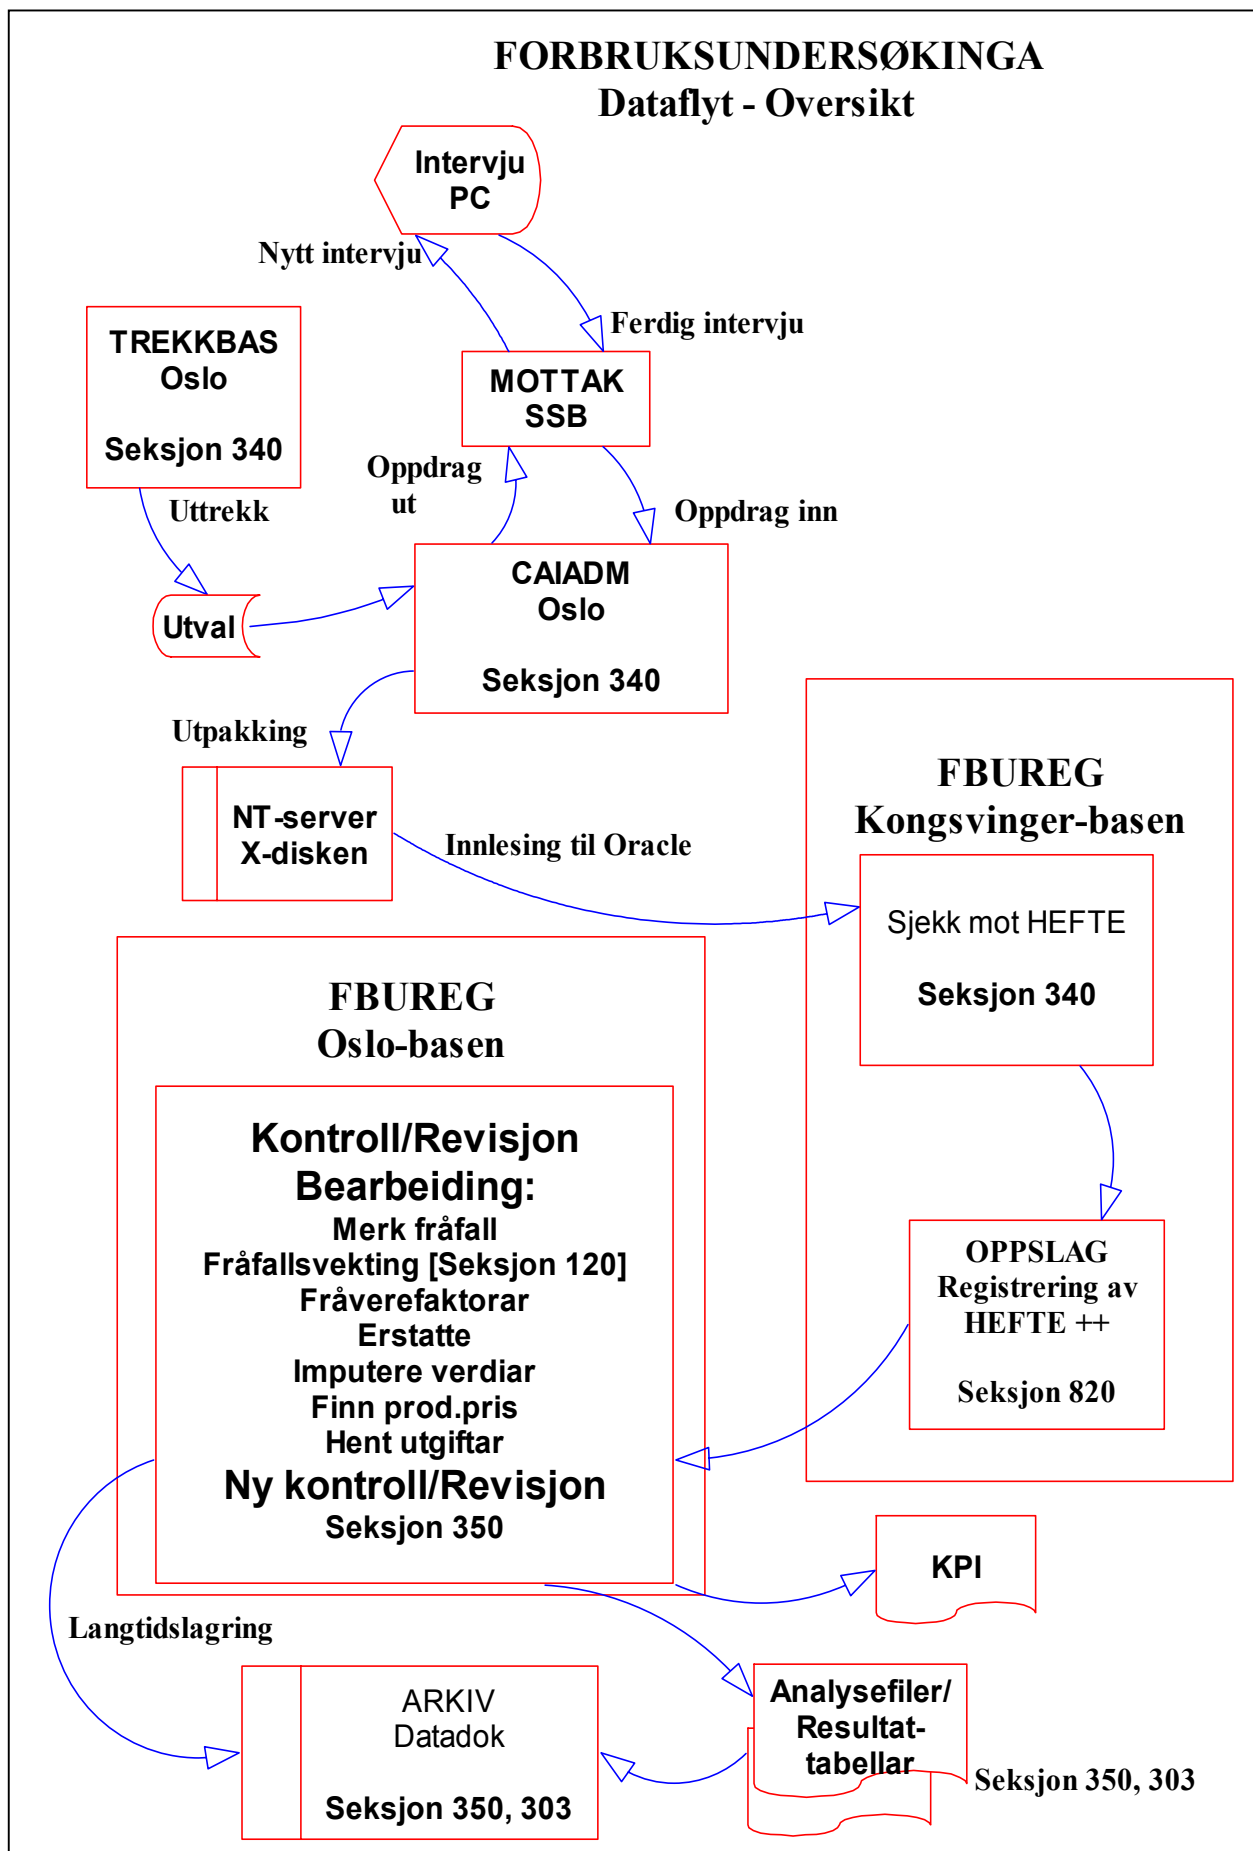 FORBRUKSUNDERSØKINGA
Dataflyt - Oversikt
Intervju
PC
Nytt intervju
Ferdig intervju
TREKKBAS
Oslo
Seksjon 340
MOTTAK
SSB
Oppdrag
ut
Uttrekk
Oppdrag inn
CAIADM
Oslo
Seksjon 340
Utval
Utpakking
NT-server
X-disken
Innlesing til Oracle
FBUREG
Kongsvinger-basen
Sjekk mot HEFTE
Seksjon 340
FBUREG
Oslo-basen
Kontroll/Revisjon
Bearbeiding:
Merk fråfall
Fråfallsvekting [Seksjon 120]
Fråverefaktorar
Erstatte
Imputere verdiar
Finn prod.pris
Hent utgiftar
Ny kontroll/Revisjon
Seksjon 350
OPPSLAG
Registrering av
HEFTE ++
Seksjon 820
KPI
Langtidslagring
ARKIV
Datadok
Seksjon 350, 303
Analysefiler/
Resultat-
tabellar
Seksjon 350, 303